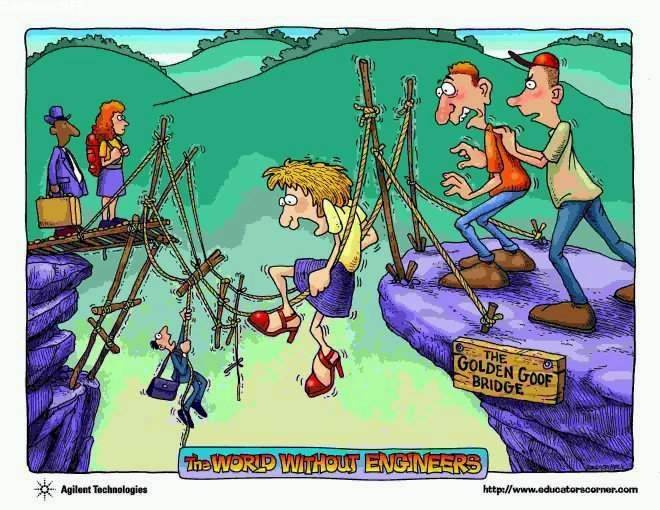 THE
GOLDEN GOOF
BRIDGE
The WORLD WITHOUT ENGINEERS
Agilent Technologies
http://www.educatorscorner.com